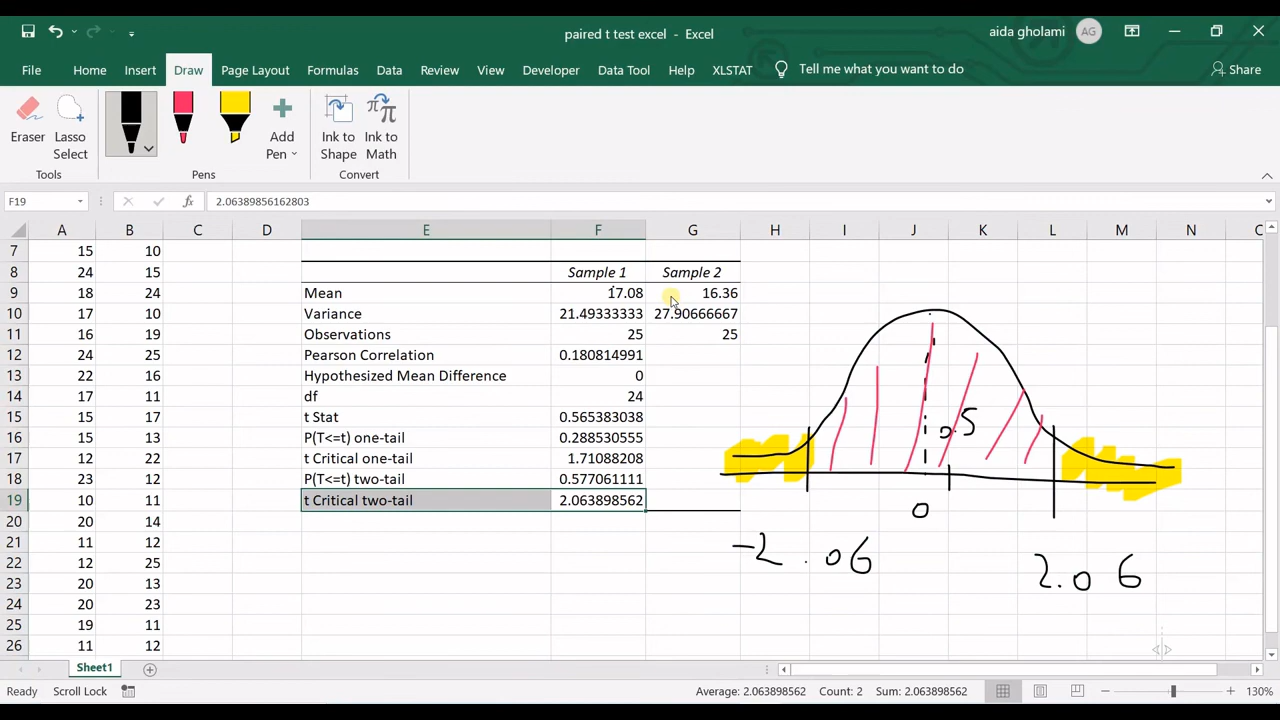 paired t test excel - Excel
aida gholami AG
File Home Insert Draw Page Layout Formulas Data Review View Developer Data Tool Help XLSTAT Tell me what you want to do Share
Eraser Lasso Select Add Pen Ink to Shape Ink to Math
Tools Pens Convert
F19 fx 2.06389856162803
A B C D E F G H I J K L M N
7 15 10
8 24 15 Sample 1 Sample 2
9 18 24 Mean 17.08 16.36
10 17 10 Variance 21.49333333 27.90666667
11 16 19 Observations 25 25
12 24 25 Pearson Correlation 0.180814991
13 22 16 Hypothesized Mean Difference 0
14 17 11 df 24
15 15 17 t Stat 0.565383038
16 15 13 P(T<=t) one-tail 0.288530555
17 12 22 t Critical one-tail 1.71088208
18 23 12 P(T<=t) two-tail 0.577061111
19 10 11 t Critical two-tail 2.063898562
20 20 14
21 11 12
22 12 25
23 20 13
24 20 23
25 19 11
26 11 12
0.5
0
-2.06
2.06
Sheet1
Ready Scroll Lock Average: 2.063898562 Count: 2 Sum: 2.063898562 130%